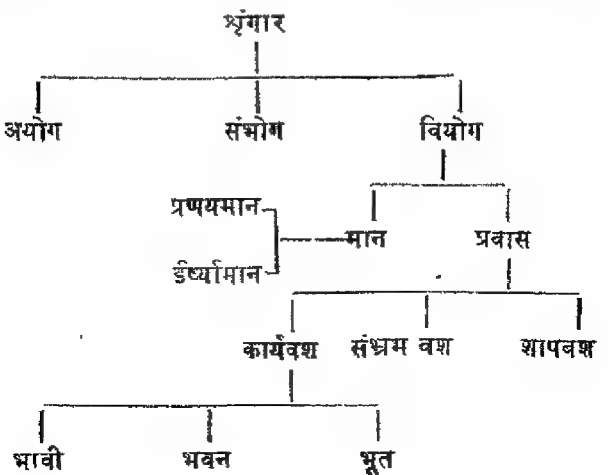 श्रृंगार
अयोग संभोग वियोग
प्रणयमान
मान प्रवास
ईर्ष्यामान
कार्यवश संभ्रम वश शापवश
भावी भवन भूत